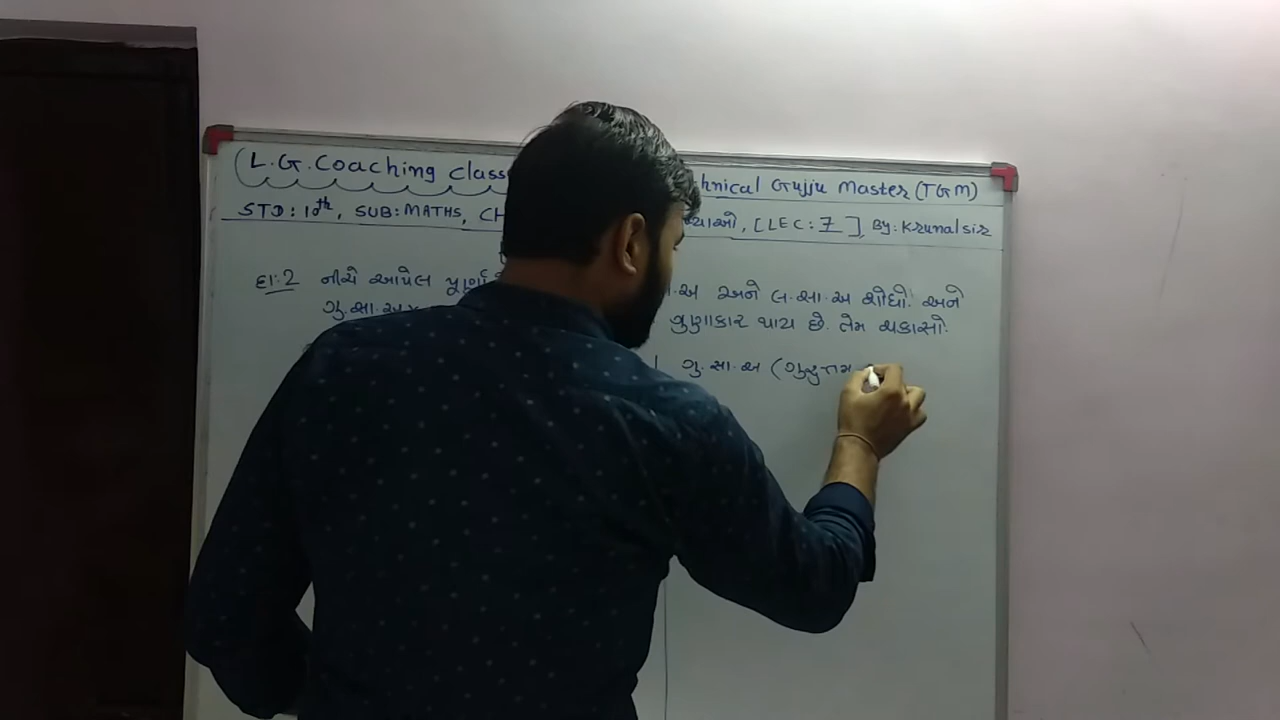 L.G. Coaching Class chnical Gujju Master (TGM)
STD: 10th, SUB: MATHS, CH યાઓ, [LEC: 7], By: Krunal sir
દા:2 નીચે આપેલ પૂર્ણા .અ અને લ.સા.અ શોધો. અને
ગુ.સા.અ ગુણાકાર થાય છે. તેમ ચકાસો.
ગુ.સા.અ (ગુરુતમ